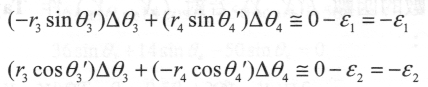 (-r₃ sin θ₃')Δθ₃ + (r₄ sin θ₄')Δθ₄ ≅ 0 - ε₁ = -ε₁
(r₃ cos θ₃')Δθ₃ + (-r₄ cos θ₄')Δθ₄ ≅ 0 - ε₂ = -ε₂